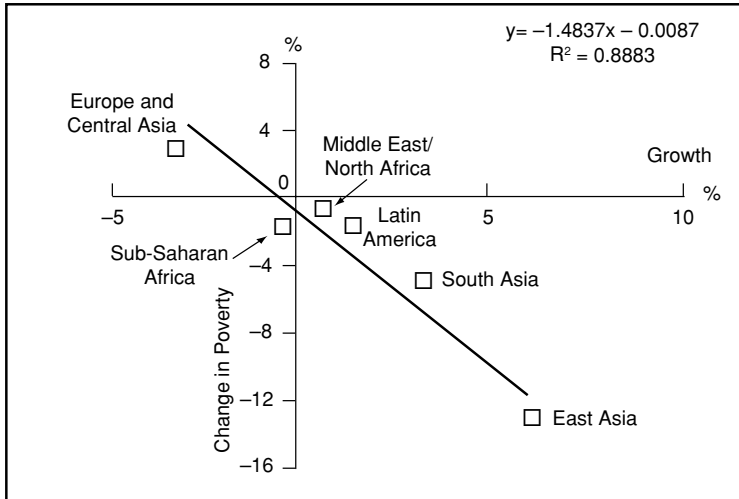 y= –1.4837x – 0.0087
R² = 0.8883
%
8
Europe and
Central Asia
4
Middle East/
North Africa
Growth
0
%
–5
5
10
Latin
America
Sub-Saharan
Africa
–4
South Asia
Change in Poverty
–8
–12
East Asia
–16